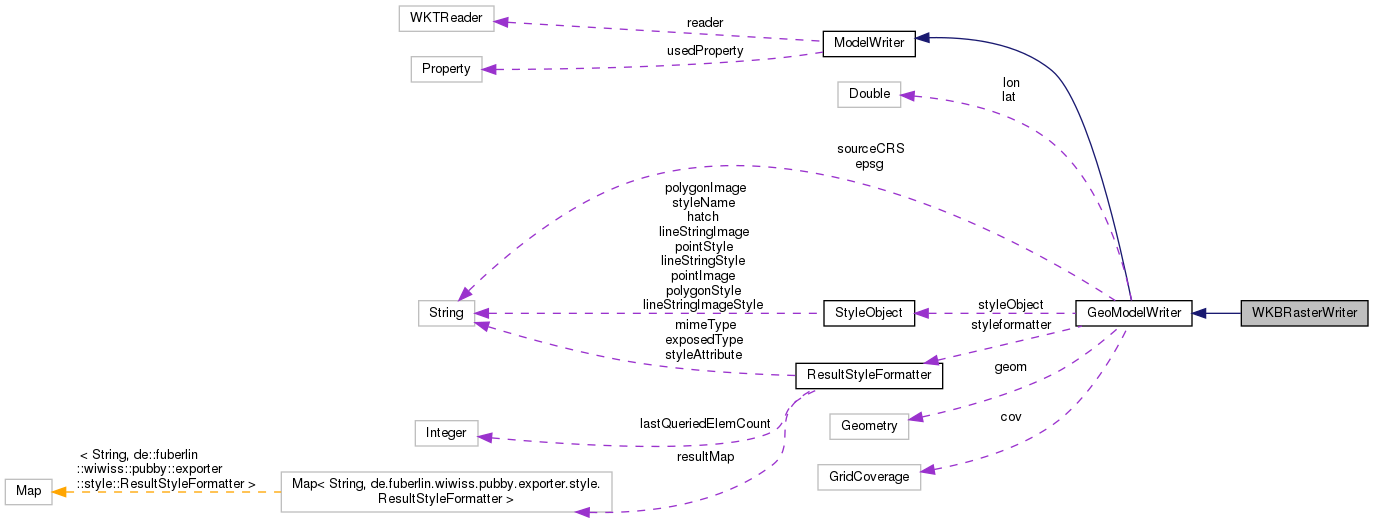 WKTReader
reader
ModelWriter
usedProperty
Property
Double
lon
lat
sourceCRS
epsg
polygonImage
styleName
hatch
lineStringImage
pointStyle
lineStringStyle
pointImage
polygonStyle
lineStringImageStyle
String
StyleObject
styleObject
GeoModelWriter
WKBRasterWriter
mimeType
exposedType
styleAttribute
styleformatter
ResultStyleFormatter
geom
Geometry
cov
lastQueriedElemCount
Integer
resultMap
GridCoverage
< String, de::fuberlin
::wiwiss::pubby::exporter
::style::ResultStyleFormatter >
Map
Map< String, de.fuberlin.wiwiss.pubby.exporter.style.
ResultStyleFormatter >